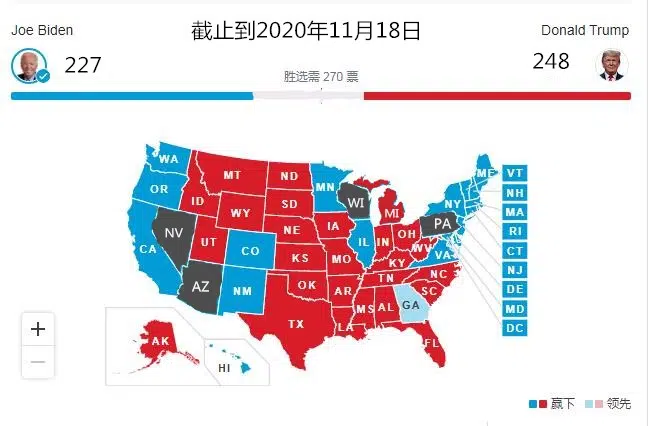 Joe Biden
截止到2020年11月18日
Donald Trump
227
248
胜选需 270 票
WA
MT
ND
MN
ME
VT
OR
ID
SD
WI
NY
NH
WY
MI
MA
NV
NE
IA
PA
RI
CA
UT
CO
IL
IN
OH
CT
KS
MO
WV
VA
NJ
KY
DE
AZ
NM
OK
AR
TN
NC
MD
SC
DC
TX
MS
AL
GA
LA
FL
AK
HI
+
−
赢下
领先